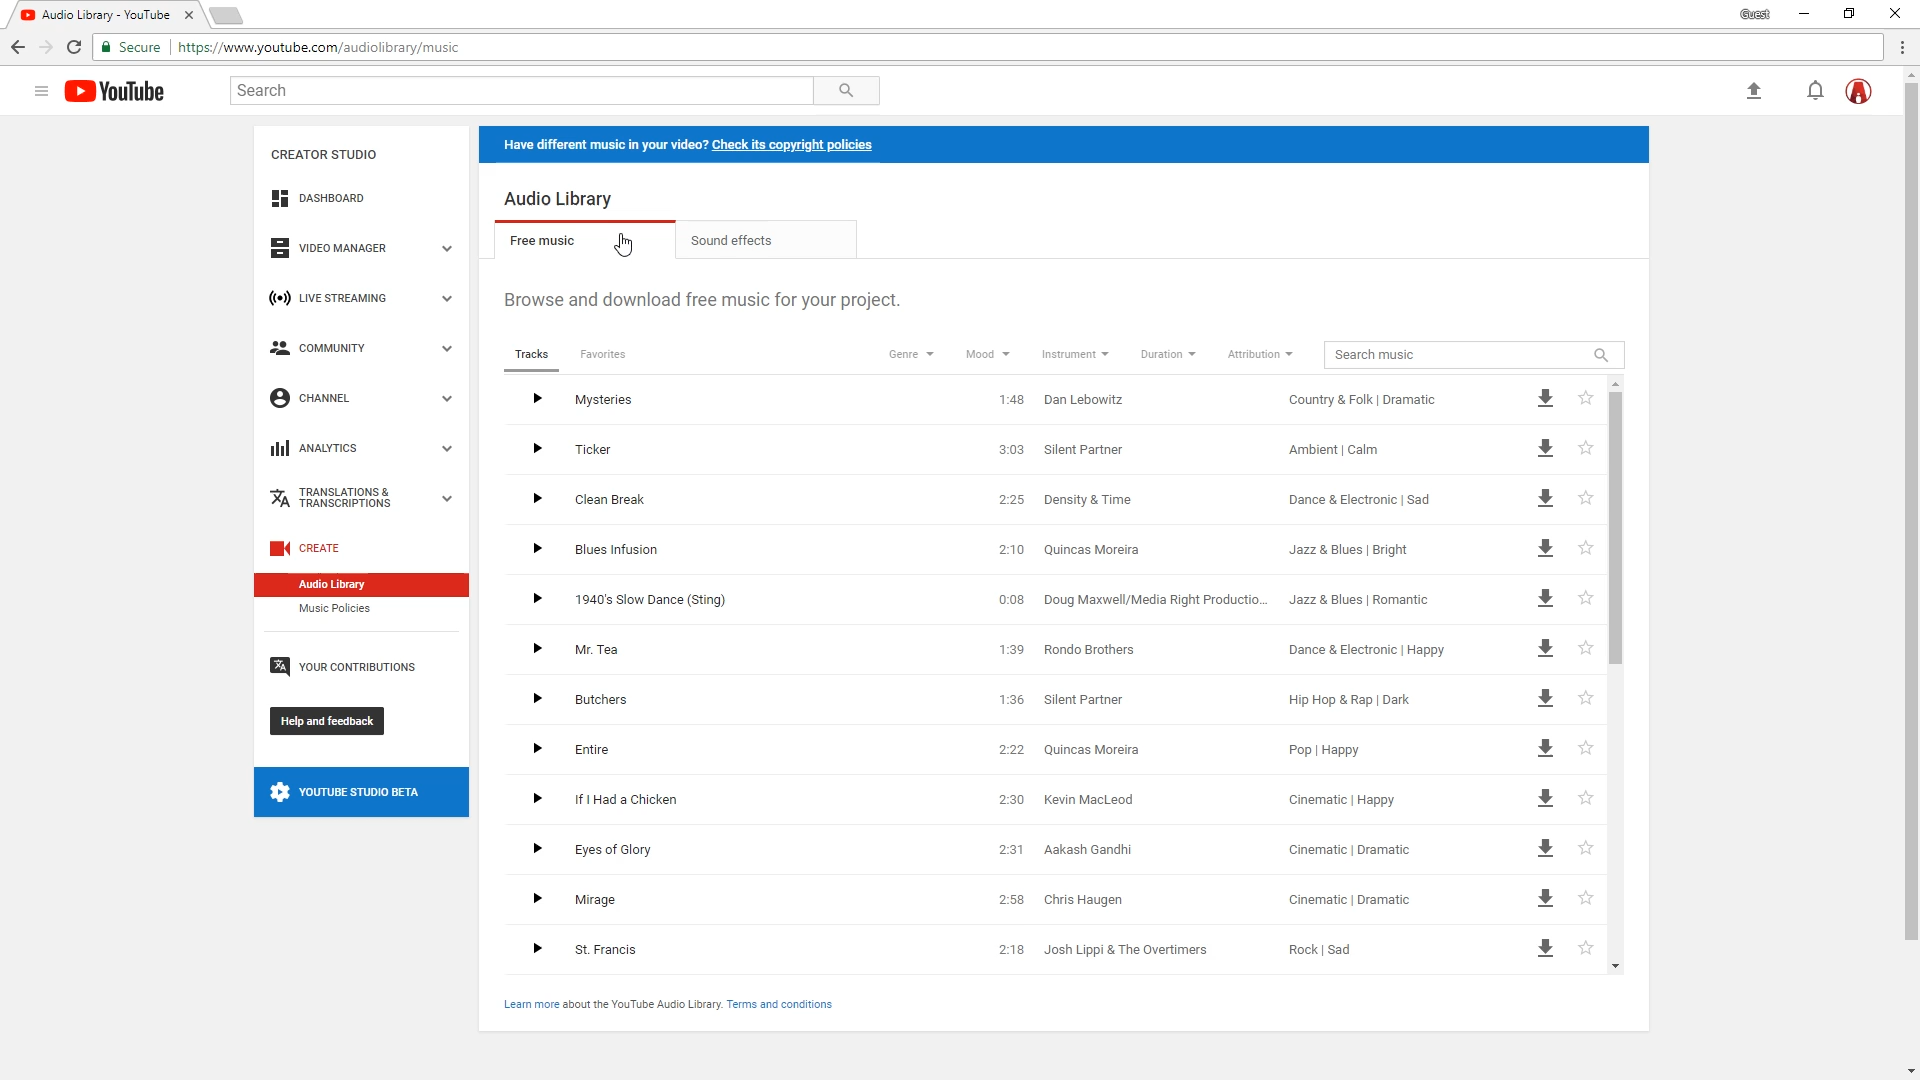 Audio Library - YouTube
Guest
Secure https://www.youtube.com/audiolibrary/music
YouTube
Search
CREATOR STUDIO
DASHBOARD
VIDEO MANAGER
LIVE STREAMING
COMMUNITY
CHANNEL
ANALYTICS
TRANSLATIONS &
TRANSCRIPTIONS
CREATE
Audio Library
Music Policies
YOUR CONTRIBUTIONS
Help and feedback
YOUTUBE STUDIO BETA
Have different music in your video? Check its copyright policies
Audio Library
Free music Sound effects
Browse and download free music for your project.
Tracks Favorites Genre Mood Instrument Duration Attribution Search music
Mysteries 1:48 Dan Lebowitz Country & Folk | Dramatic
Ticker 3:03 Silent Partner Ambient | Calm
Clean Break 2:25 Density & Time Dance & Electronic | Sad
Blues Infusion 2:10 Quincas Moreira Jazz & Blues | Bright
1940's Slow Dance (Sting) 0:08 Doug Maxwell/Media Right Productio... Jazz & Blues | Romantic
Mr. Tea 1:39 Rondo Brothers Dance & Electronic | Happy
Butchers 1:36 Silent Partner Hip Hop & Rap | Dark
Entire 2:22 Quincas Moreira Pop | Happy
If I Had a Chicken 2:30 Kevin MacLeod Cinematic | Happy
Eyes of Glory 2:31 Aakash Gandhi Cinematic | Dramatic
Mirage 2:58 Chris Haugen Cinematic | Dramatic
St. Francis 2:18 Josh Lippi & The Overtimers Rock | Sad
Learn more about the YouTube Audio Library. Terms and conditions